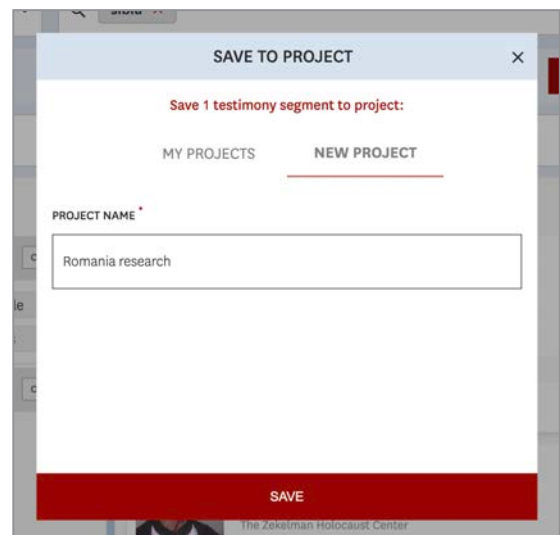 SAVE TO PROJECT
Save 1 testimony segment to project:
MY PROJECTS NEW PROJECT
PROJECT NAME *
Romania research
SAVE
The Zekelman Holocaust Center